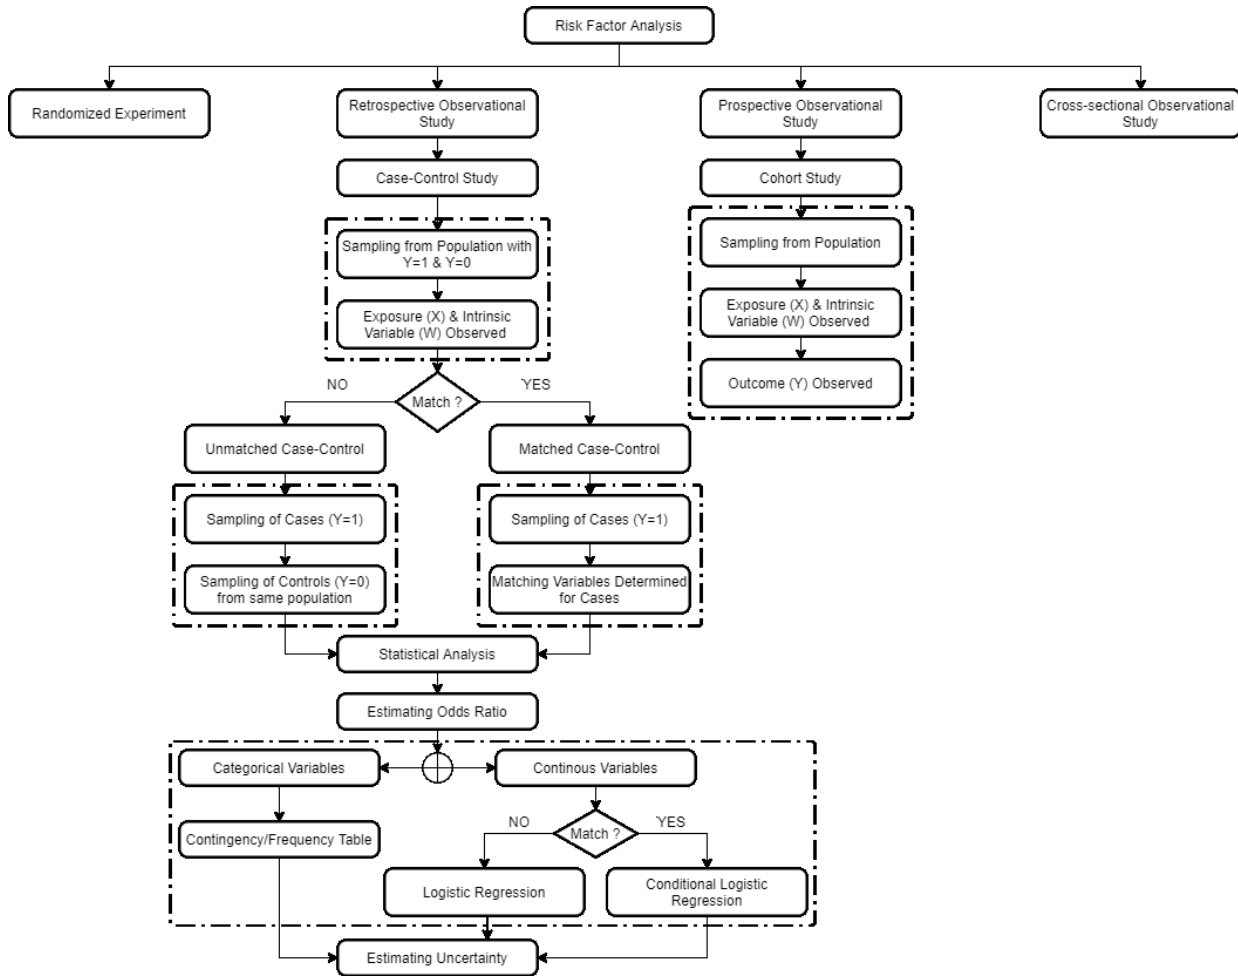 Risk Factor Analysis
Randomized Experiment
Retrospective Observational
Study
Prospective Observational
Study
Cross-sectional Observational
Study
Case-Control Study
Cohort Study
Sampling from Population with
Y=1 & Y=0
Sampling from Population
Exposure (X) & Intrinsic
Variable (W) Observed
Exposure (X) & Intrinsic
Variable (W) Observed
Outcome (Y) Observed
NO
Match ?
YES
Unmatched Case-Control
Matched Case-Control
Sampling of Cases (Y=1)
Sampling of Cases (Y=1)
Sampling of Controls (Y=0)
from same population
Matching Variables Determined
for Cases
Statistical Analysis
Estimating Odds Ratio
Categorical Variables
Continous Variables
Contingency/Frequency Table
NO
Match ?
YES
Logistic Regression
Conditional Logistic
Regression
Estimating Uncertainty